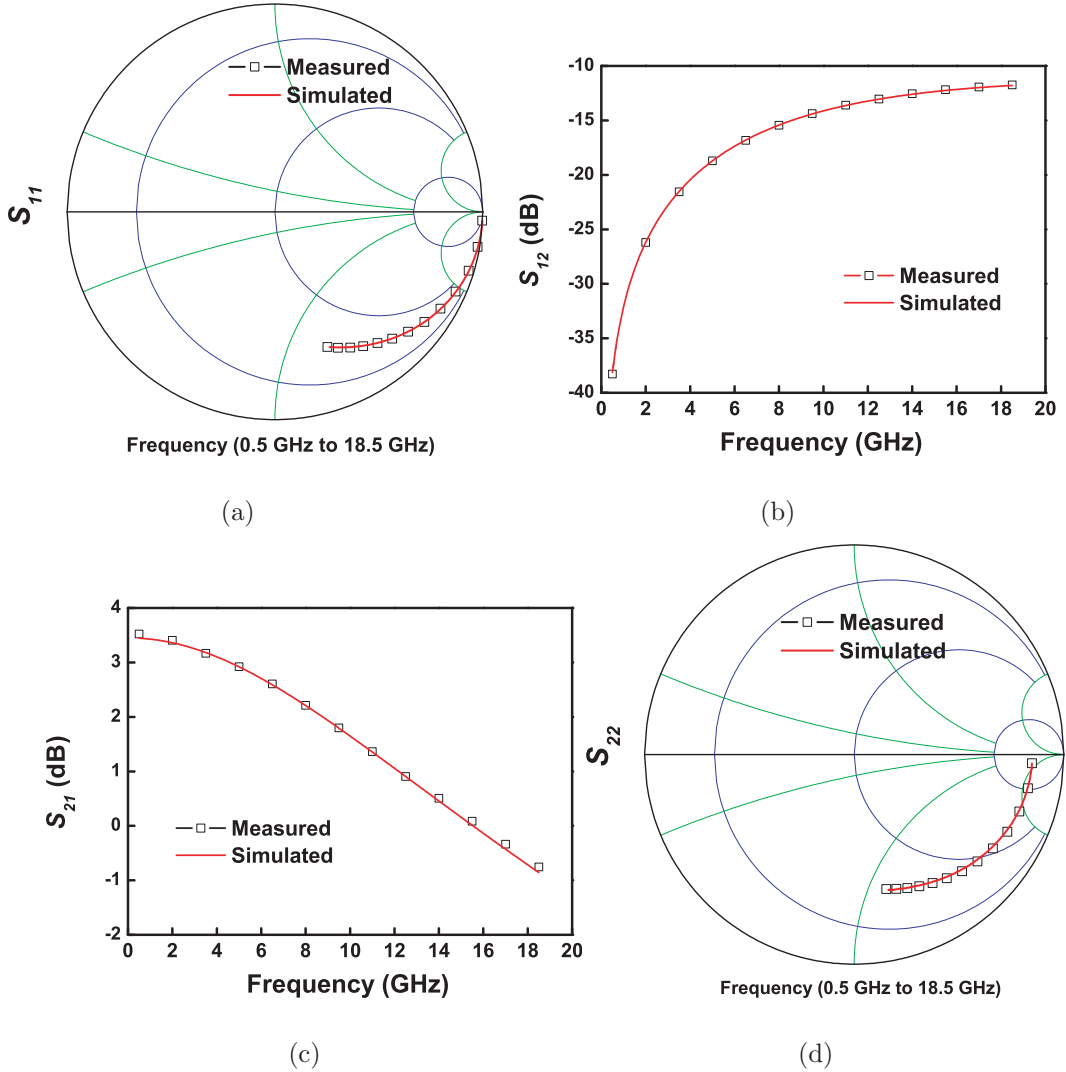 Measured
Simulated
S11
Frequency (0.5 GHz to 18.5 GHz)
(a)
-10
-15
-20
-25
-30
-35
-40
S12 (dB)
Measured
Simulated
0 2 4 6 8 10 12 14 16 18 20
Frequency (GHz)
(b)
4
3
2
1
0
-1
-2
S21 (dB)
Measured
Simulated
0 2 4 6 8 10 12 14 16 18 20
Frequency (GHz)
(c)
Measured
Simulated
S22
Frequency (0.5 GHz to 18.5 GHz)
(d)